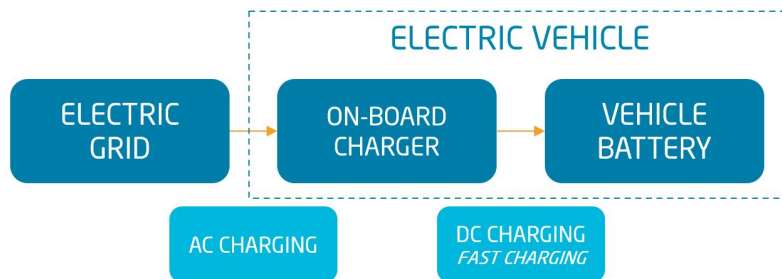 ELECTRIC VEHICLE
ELECTRIC
GRID
ON-BOARD
CHARGER
VEHICLE
BATTERY
AC CHARGING
DC CHARGING
FAST CHARGING